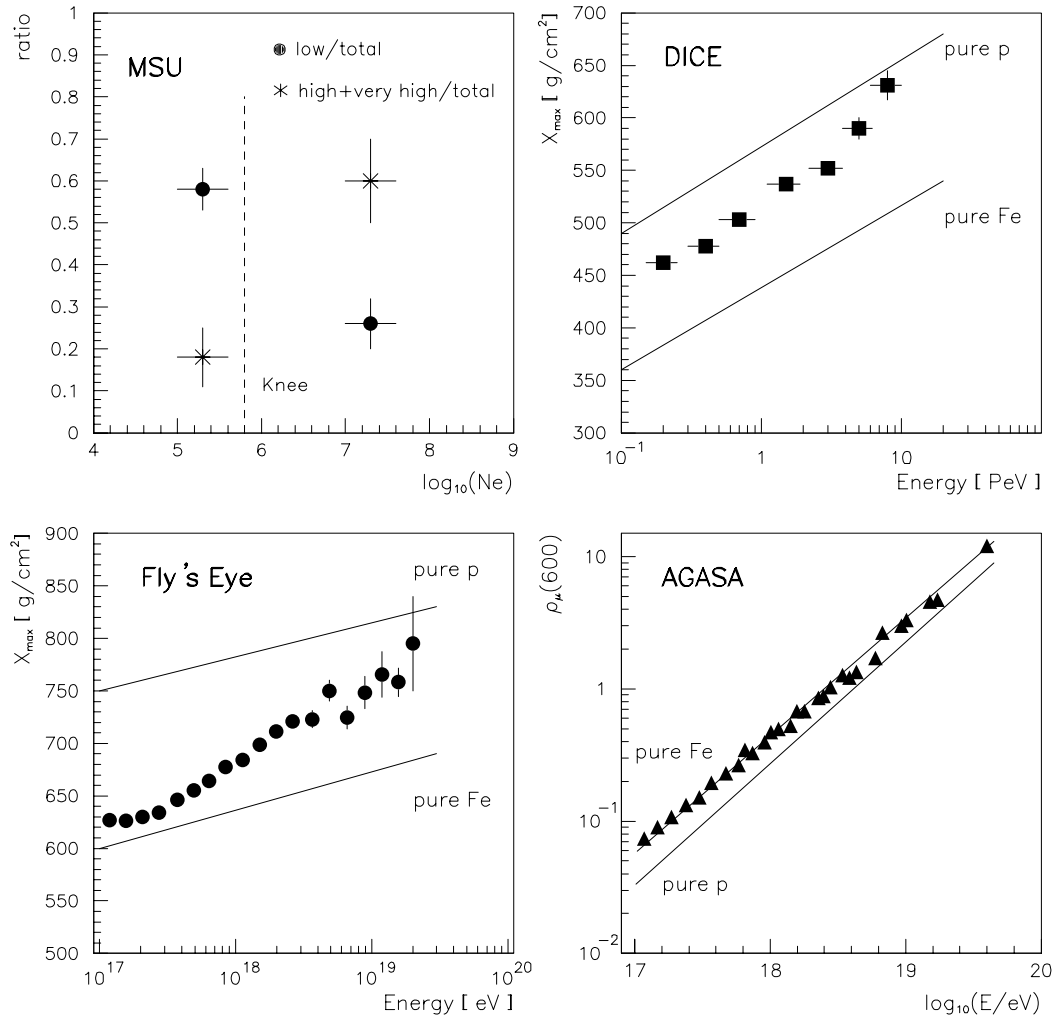 ratio
1
0.9
0.8
0.7
0.6
0.5
0.4
0.3
0.2
0.1
0
MSU
low/total
high+very high/total
Knee
4 5 6 7 8 9
log₁₀(Ne)
Xmax [ g/cm²]
700
650
600
550
500
450
400
350
300
DICE
pure p
pure Fe
10⁻¹ 1 10
Energy [ PeV]
Xmax [ g/cm²]
900
850
800
750
700
650
600
550
500
Fly's Eye
pure p
pure Fe
10¹⁷ 10¹⁸ 10¹⁹ 10²⁰
Energy [ eV]
ρμ(600)
10
1
10⁻¹
10⁻²
AGASA
pure Fe
pure p
17 18 19 20
log₁₀(E/eV)